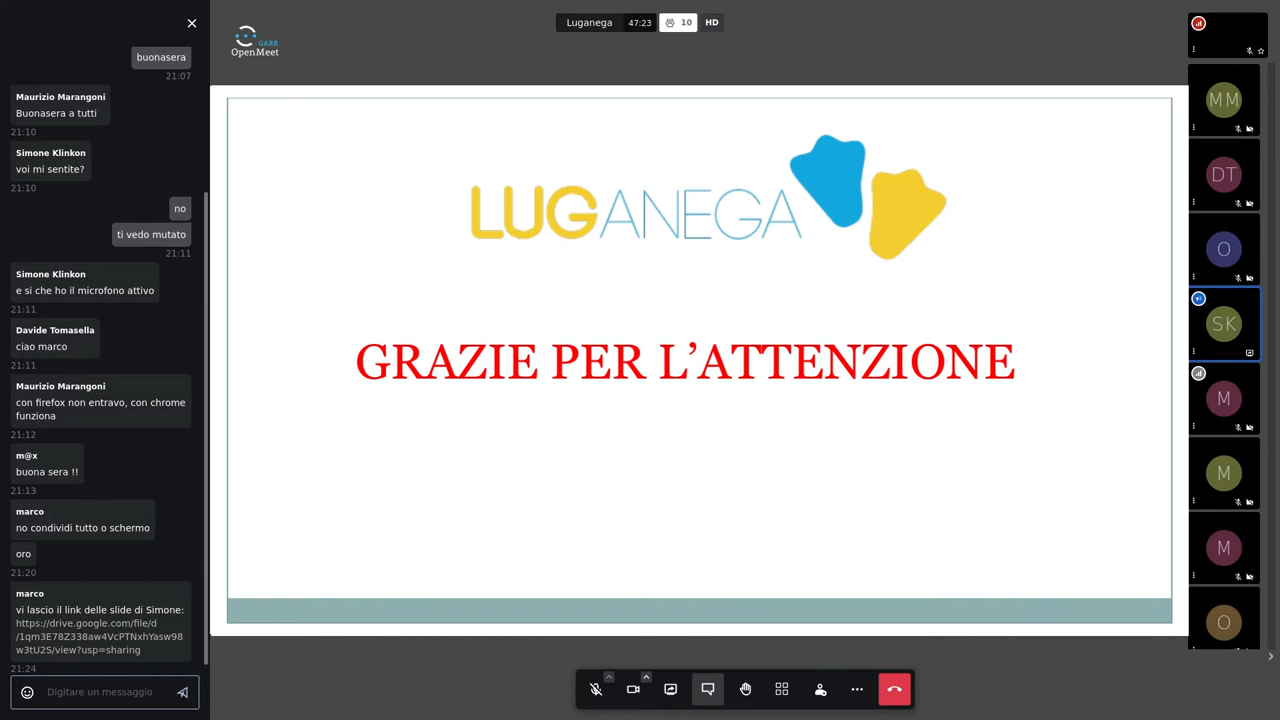 buonasera
21:07
Maurizio Marangoni
Buonasera a tutti
21:10
Simone Klinkon
voi mi sentite?
21:10
no
ti vedo mutato
21:11
Simone Klinkon
e si che ho il microfono attivo
21:11
Davide Tomasella
ciao marco
21:11
Maurizio Marangoni
con firefox non entravo, con chrome
funziona
21:12
m@x
buona sera !!
21:13
marco
no condividi tutto o schermo
oro
21:20
marco
vi lascio il link delle slide di Simone:
https://drive.google.com/file/d
/1qm3E78Z338aw4VcPTNxhYasw98
w3tU2S/view?usp=sharing
21:24
Digitare un messaggio
Luganega 47:23 10 HD
GARR
OpenMeet
LUGANEGA
GRAZIE PER L’ATTENZIONE
MM
DT
O
SK
M
M
M
O